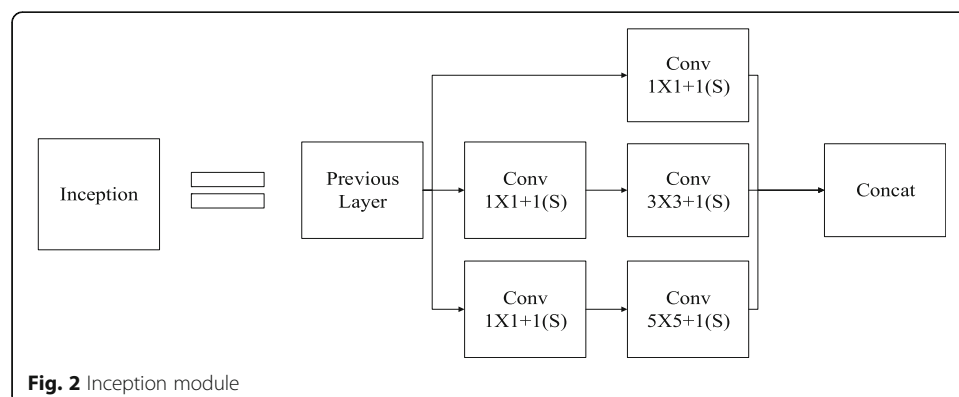 Inception
Previous
Layer
Conv
1X1+1(S)
Conv
1X1+1(S)
Conv
3X3+1(S)
Conv
1X1+1(S)
Conv
5X5+1(S)
Concat
Fig. 2 Inception module